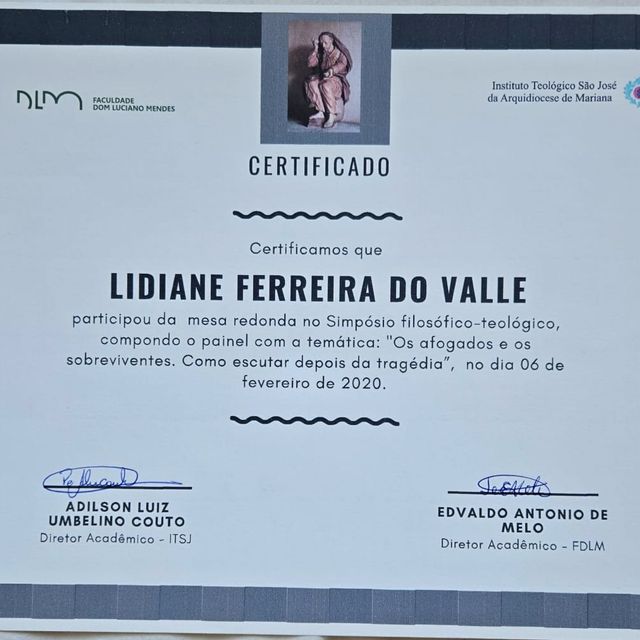 DLM FACULDADE
DOM LUCIANO MENDES
Instituto Teológico São José
da Arquidiocese de Mariana
CERTIFICADO
Certificamos que
LIDIANE FERREIRA DO VALLE
participou da mesa redonda no Simpósio filosófico-teológico,
compondo o painel com a temática: "Os afogados e os
sobreviventes. Como escutar depois da tragédia”, no dia 06 de
fevereiro de 2020.
ADILSON LUIZ
UMBELINO COUTO
Diretor Acadêmico - ITSJ
EDVALDO ANTONIO DE
MELO
Diretor Acadêmico - FDLM